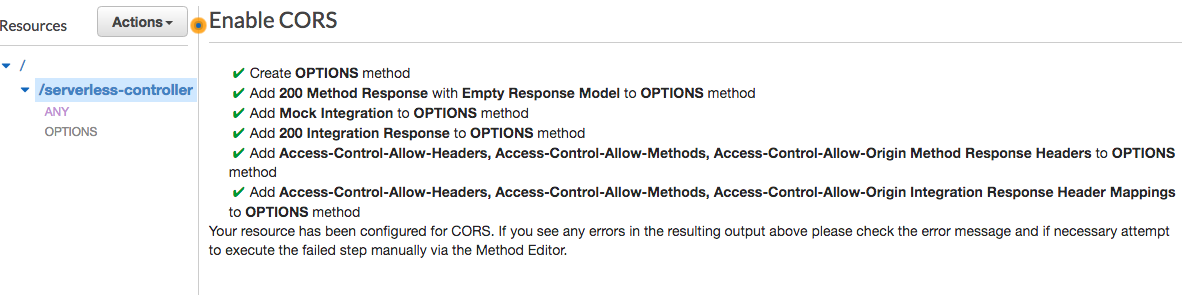 Resources
Actions
Enable CORS
/
/serverless-controller
ANY
OPTIONS
✔ Create OPTIONS method
✔ Add 200 Method Response with Empty Response Model to OPTIONS method
✔ Add Mock Integration to OPTIONS method
✔ Add 200 Integration Response to OPTIONS method
✔ Add Access-Control-Allow-Headers, Access-Control-Allow-Methods, Access-Control-Allow-Origin Method Response Headers to OPTIONS
method
✔ Add Access-Control-Allow-Headers, Access-Control-Allow-Methods, Access-Control-Allow-Origin Integration Response Header Mappings
to OPTIONS method
Your resource has been configured for CORS. If you see any errors in the resulting output above please check the error message and if necessary attempt
to execute the failed step manually via the Method Editor.